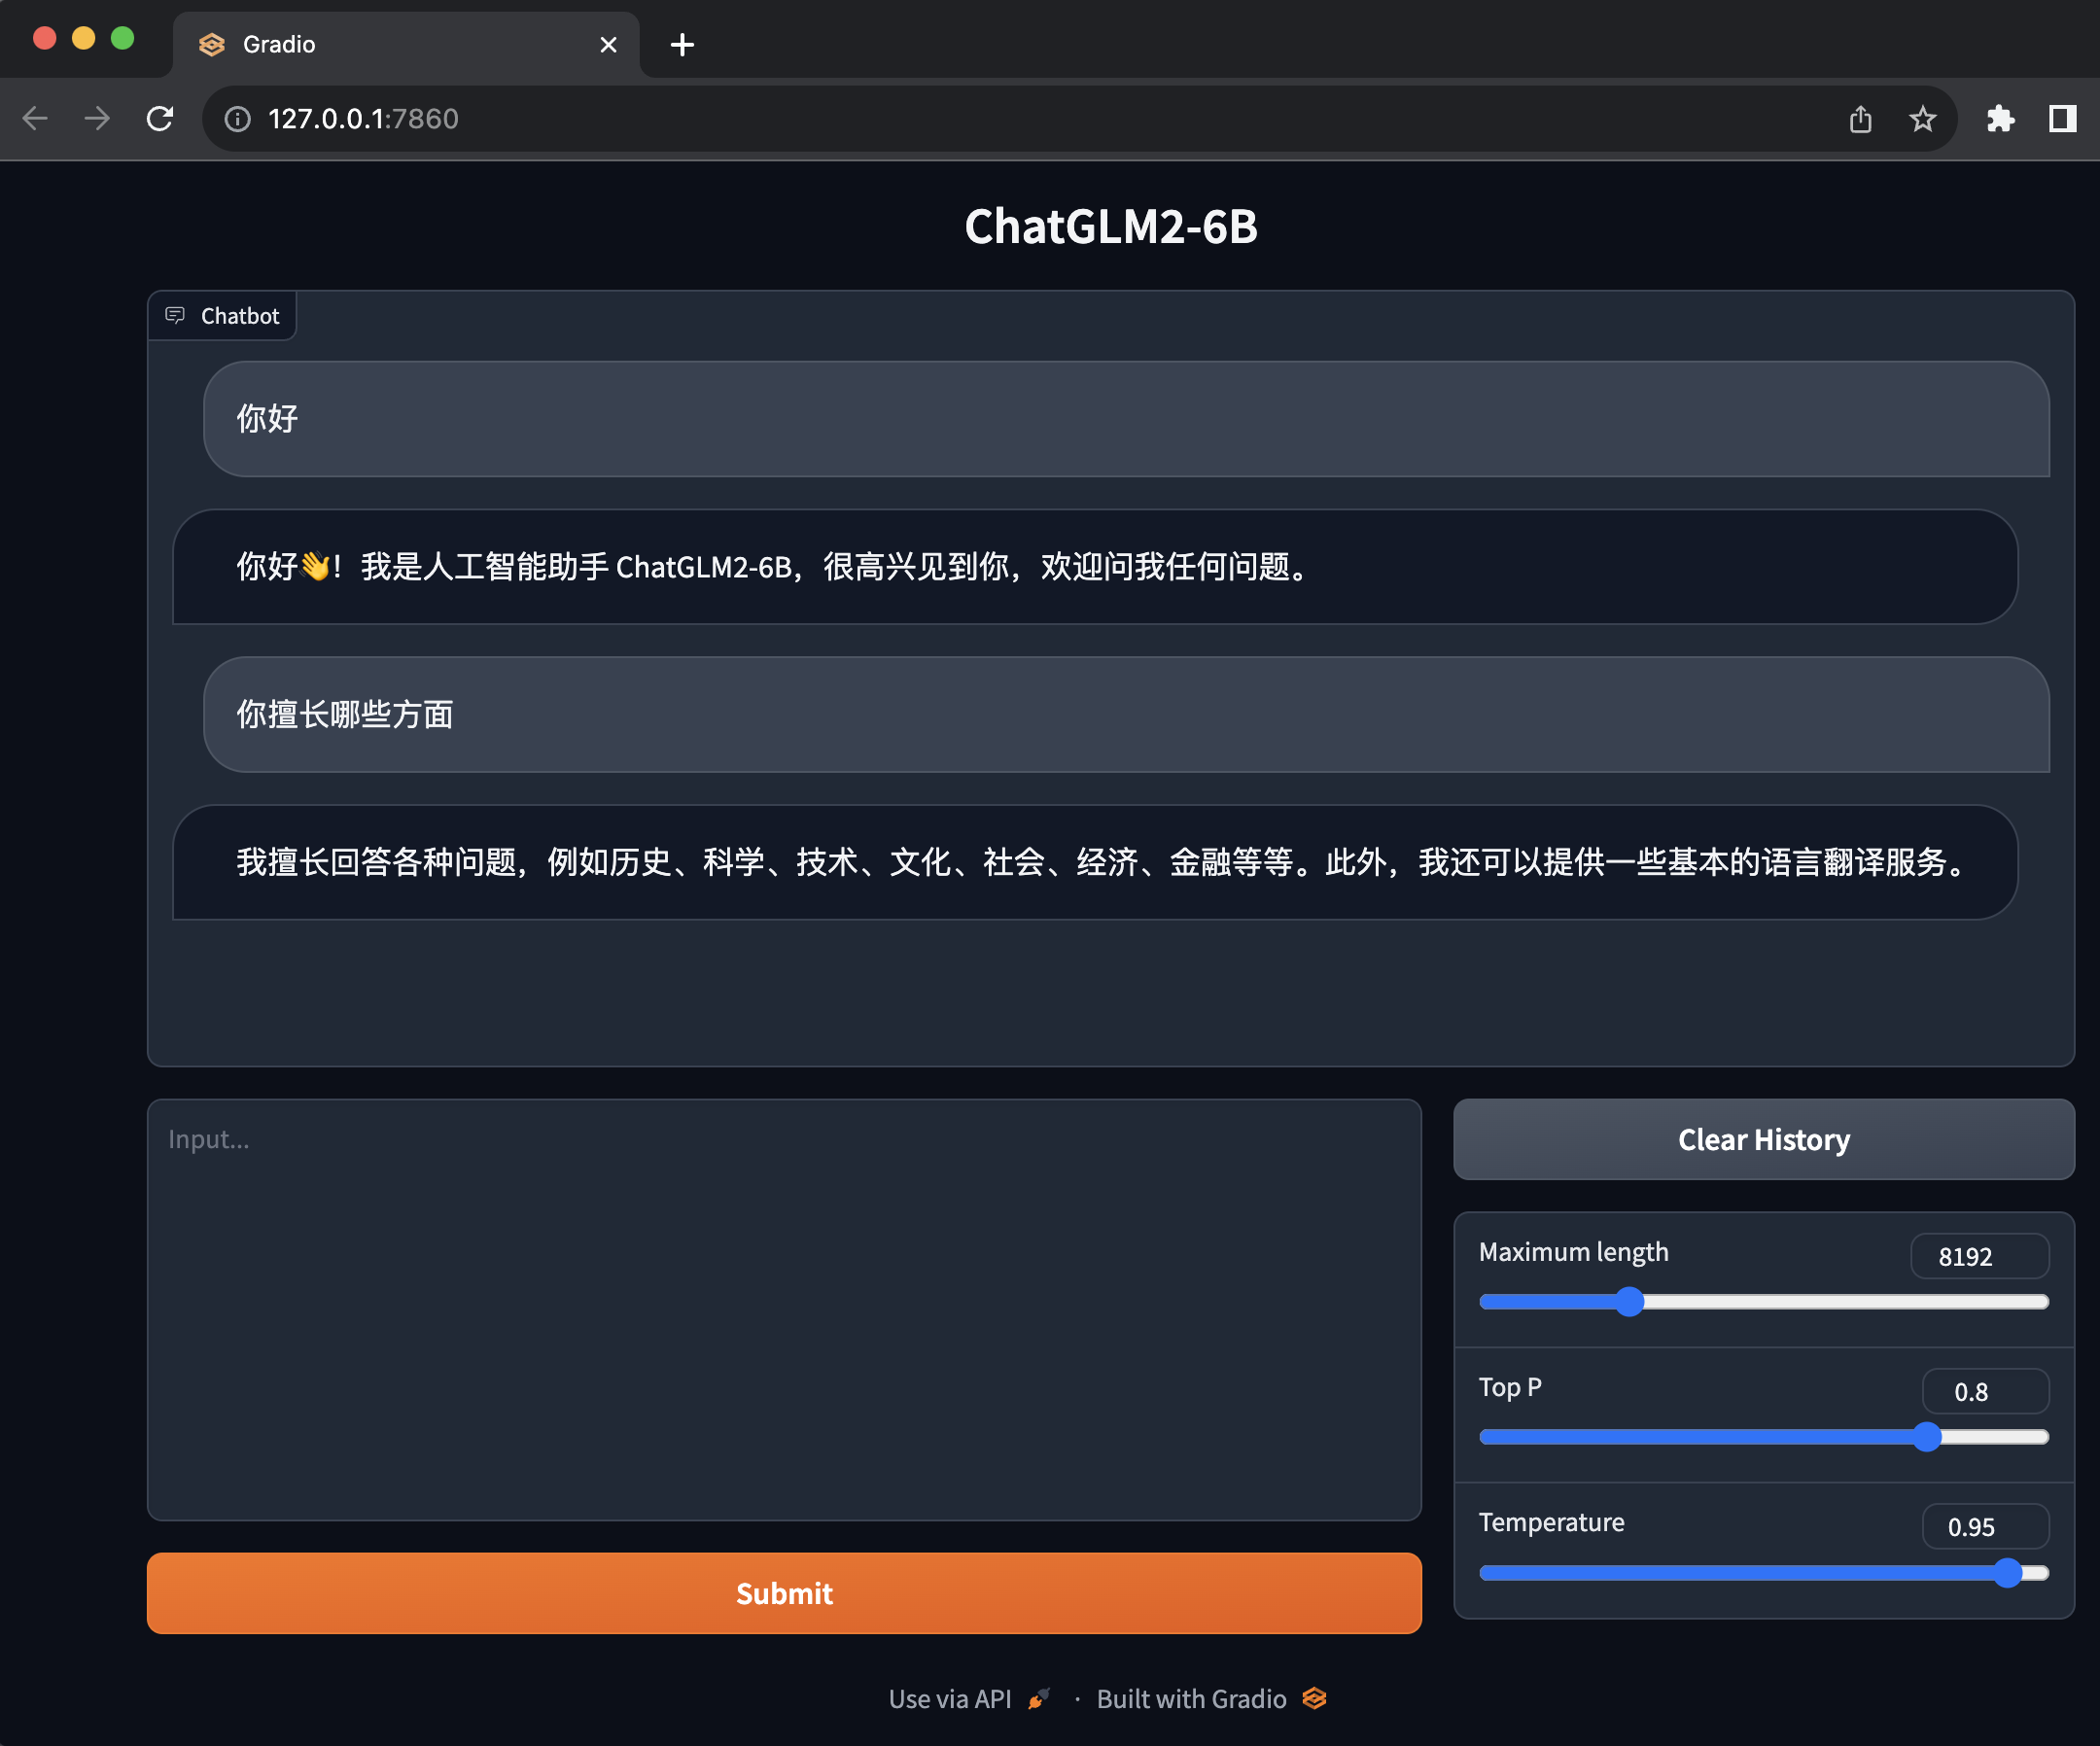 Gradio
127.0.0.1:7860
ChatGLM2-6B
Chatbot
你好
你好👋！我是人工智能助手 ChatGLM2-6B，很高兴见到你，欢迎问我任何问题。
你擅长哪些方面
我擅长回答各种问题，例如历史、科学、技术、文化、社会、经济、金融等等。此外，我还可以提供一些基本的语言翻译服务。
Input...
Clear History
Maximum length 8192
Top P 0.8
Temperature 0.95
Submit
Use via API · Built with Gradio